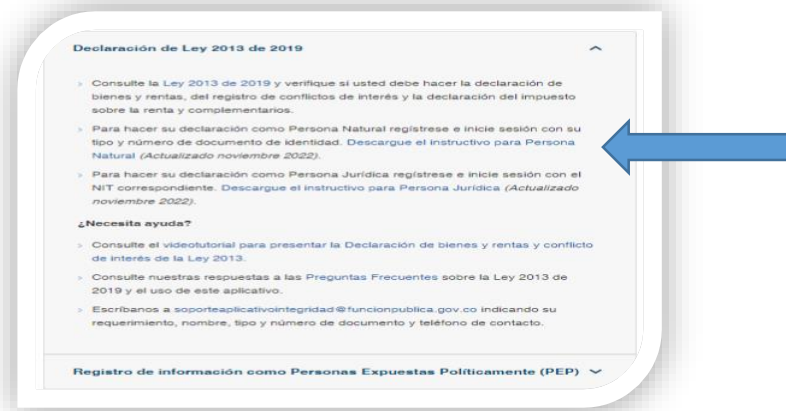 Declaración de Ley 2013 de 2019
Consulte la Ley 2013 de 2019 y verifique si usted debe hacer la declaración de
bienes y rentas, del registro de conflictos de interés y la declaración del impuesto
sobre la renta y complementarios.
Para hacer su declaración como Persona Natural regístrese e inicie sesión con su
tipo y número de documento de identidad. Descargue el instructivo para Persona
Natural (Actualizado noviembre 2022).
Para hacer su declaración como Persona Jurídica regístrese e inicie sesión con el
NIT correspondiente. Descargue el instructivo para Persona Jurídica (Actualizado
noviembre 2022).
¿Necesita ayuda?
Consulte el videotutorial para presentar la Declaración de bienes y rentas y conflicto
de interés de la Ley 2013.
Consulte nuestras respuestas a las Preguntas Frecuentes sobre la Ley 2013 de
2019 y el uso de este aplicativo.
Escríbanos a soporteaplicativointegridad@funcionpublica.gov.co indicando su
requerimiento, nombre, tipo y número de documento y teléfono de contacto.
Registro de información como Personas Expuestas Políticamente (PEP)